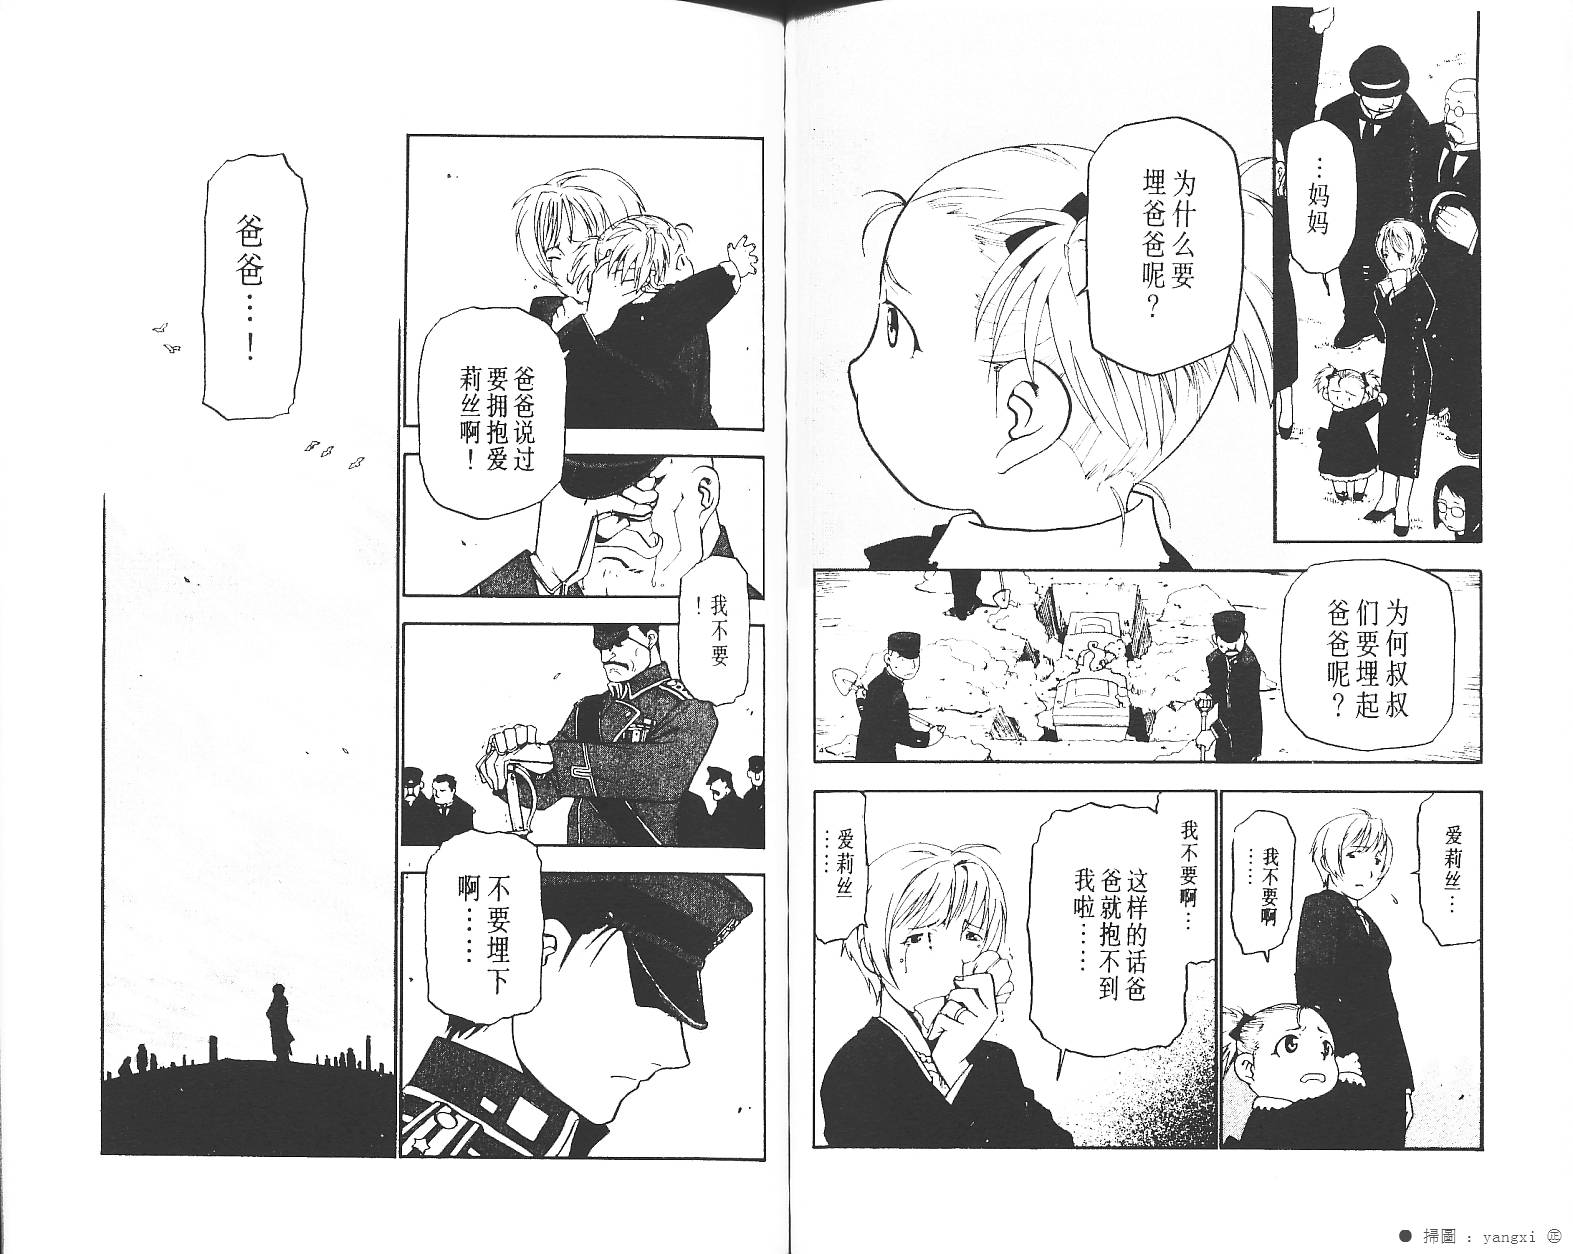 …妈妈
为什么要
埋爸爸呢？
为何叔叔
们要埋起
爸爸呢？
爱莉丝…
我不要啊
……
我不要啊…
这样的话爸
爸就抱不到
我啦……
爱莉丝
……
爸爸说过
要拥抱爱
莉丝啊！
我不要
！
不要埋下
啊……
爸爸…！
● 掃圖 : yangxi ㊣